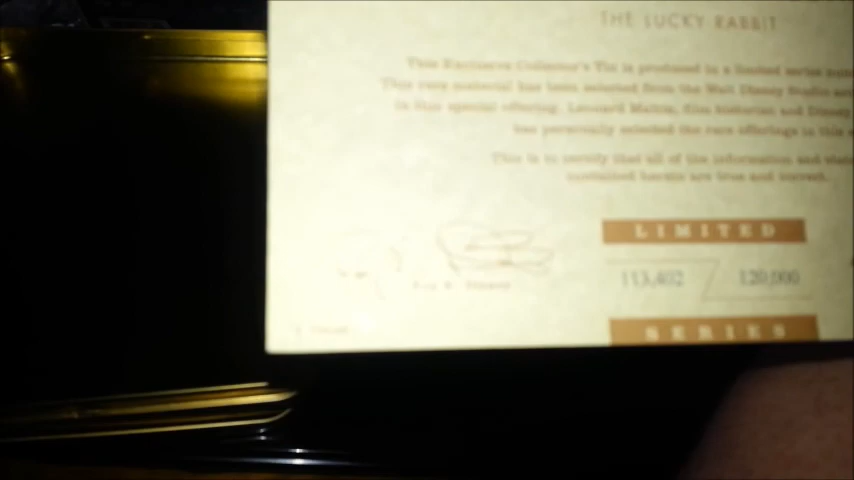 THE LUCKY RABBIT
This Exclusive Collector's Tin is produced in a limited series
This rare material has been selected from the Walt Disney Studio
in this special offering. Leonard Maltin, film historian and Disney
has personally selected the rare offerings in this
This is to certify that all of the information and
contained herein are true and correct.
LIMITED
113,402 120,000
SERIES